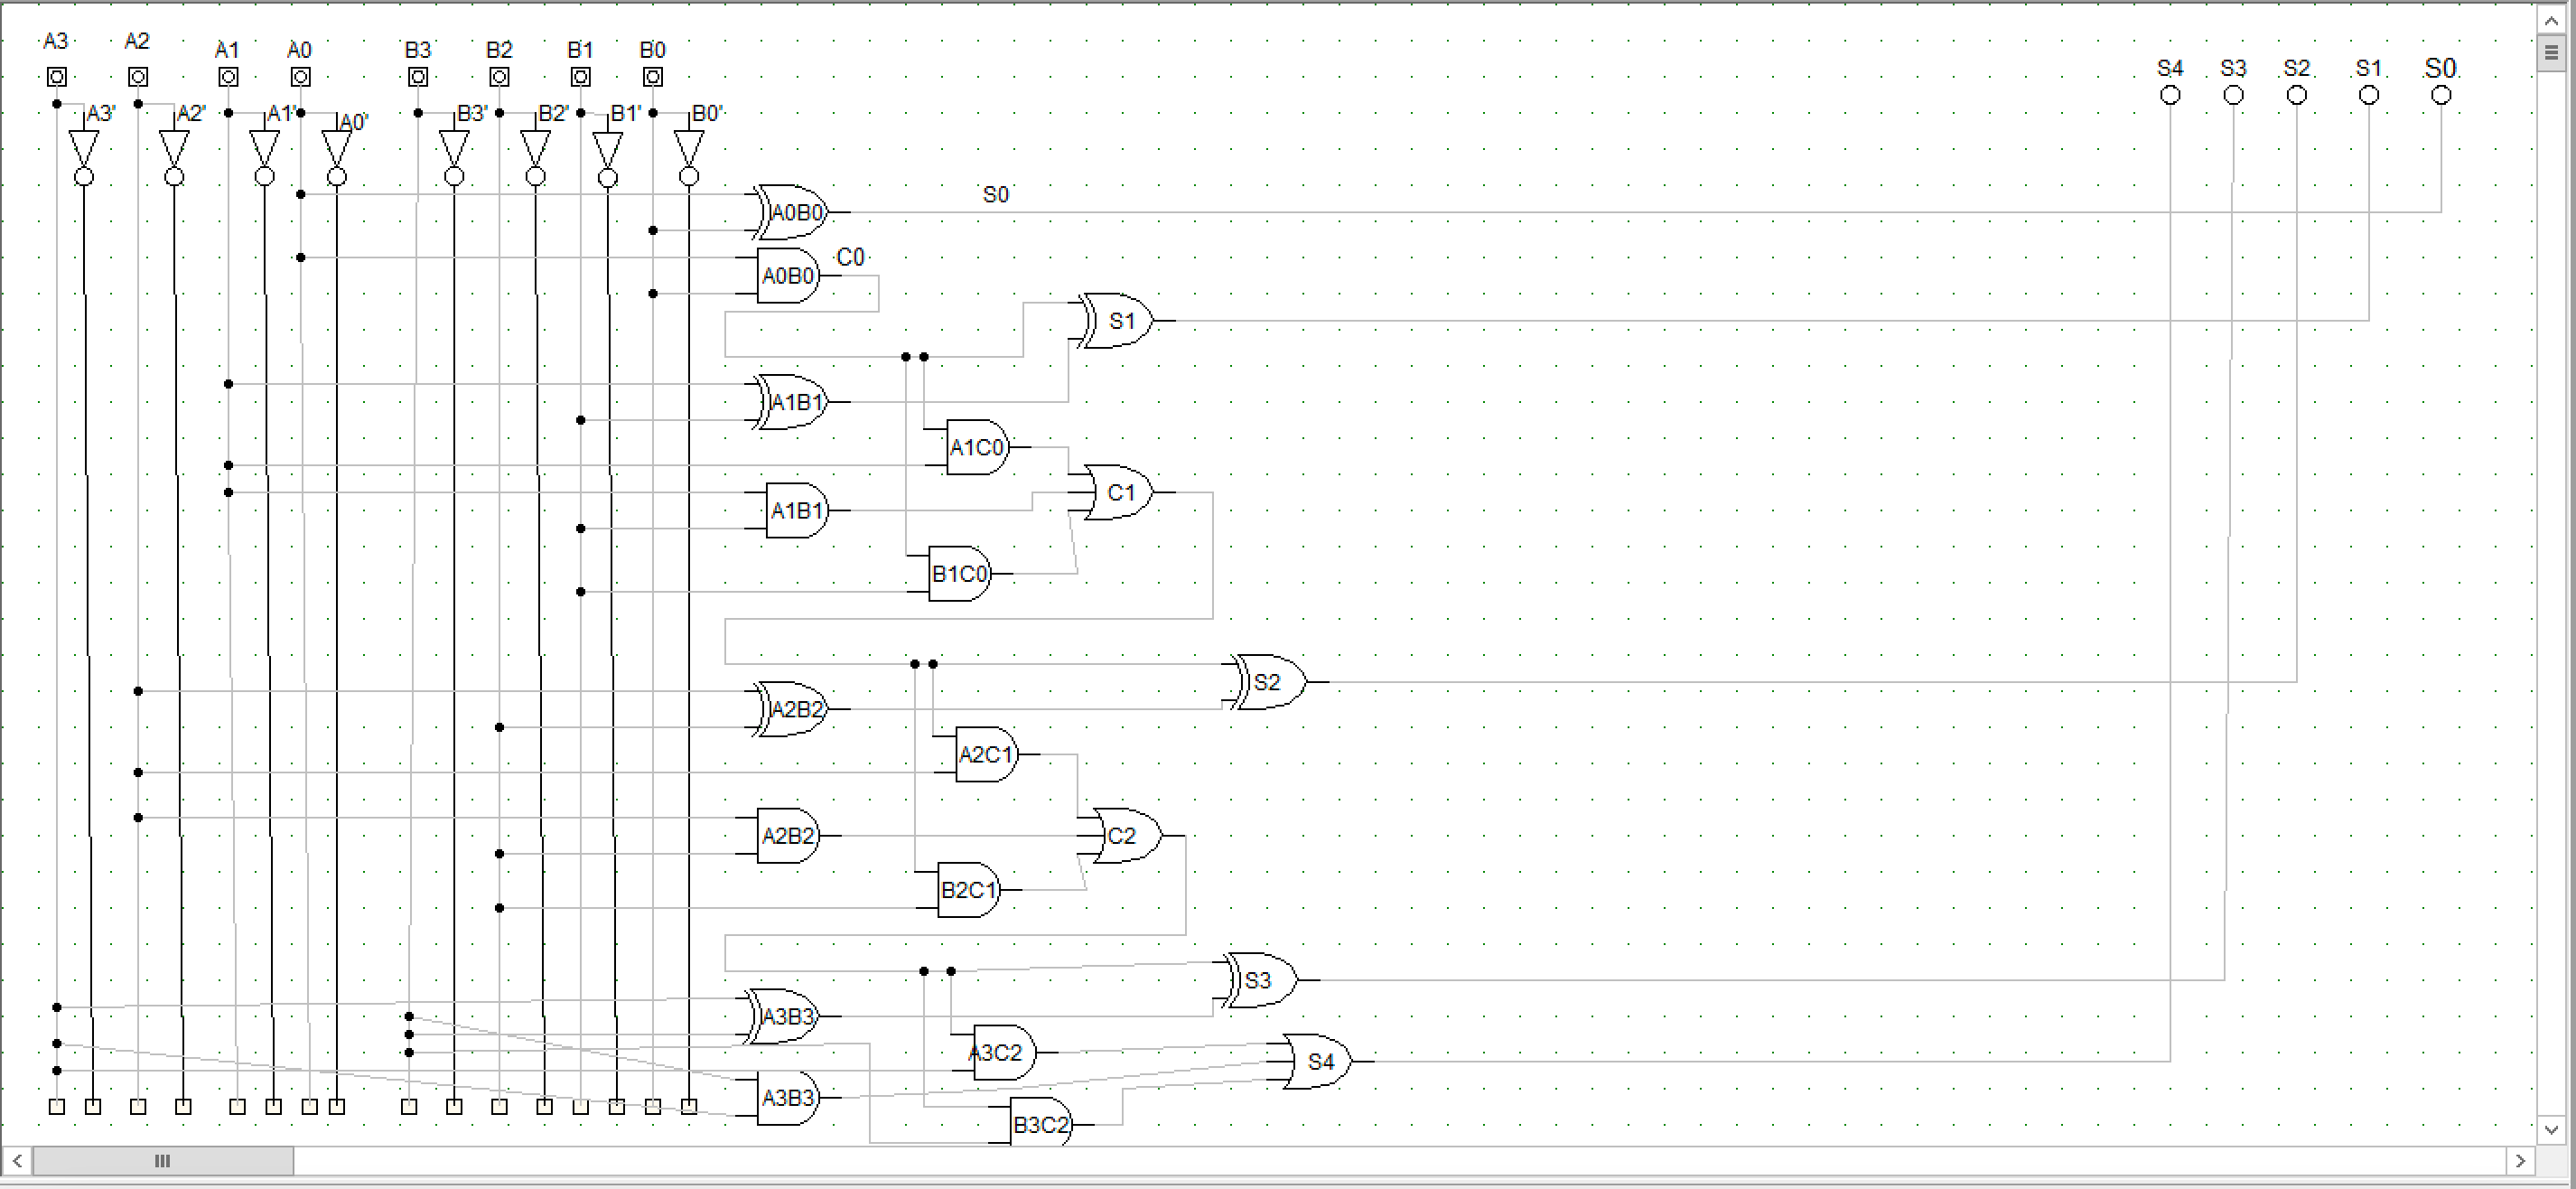 A3 A2 A1 A0 B3 B2 B1 B0 S4 S3 S2 S1 S0
A3' A2' A1' A0' B3' B2' B1' B0'
S0
A0B0
C0
A0B0
S1
A1B1
A1C0
C1
A1B1
B1C0
S2
A2B2
A2C1
A2B2
C2
B2C1
S3
A3B3
A3C2
S4
A3B3
B3C2